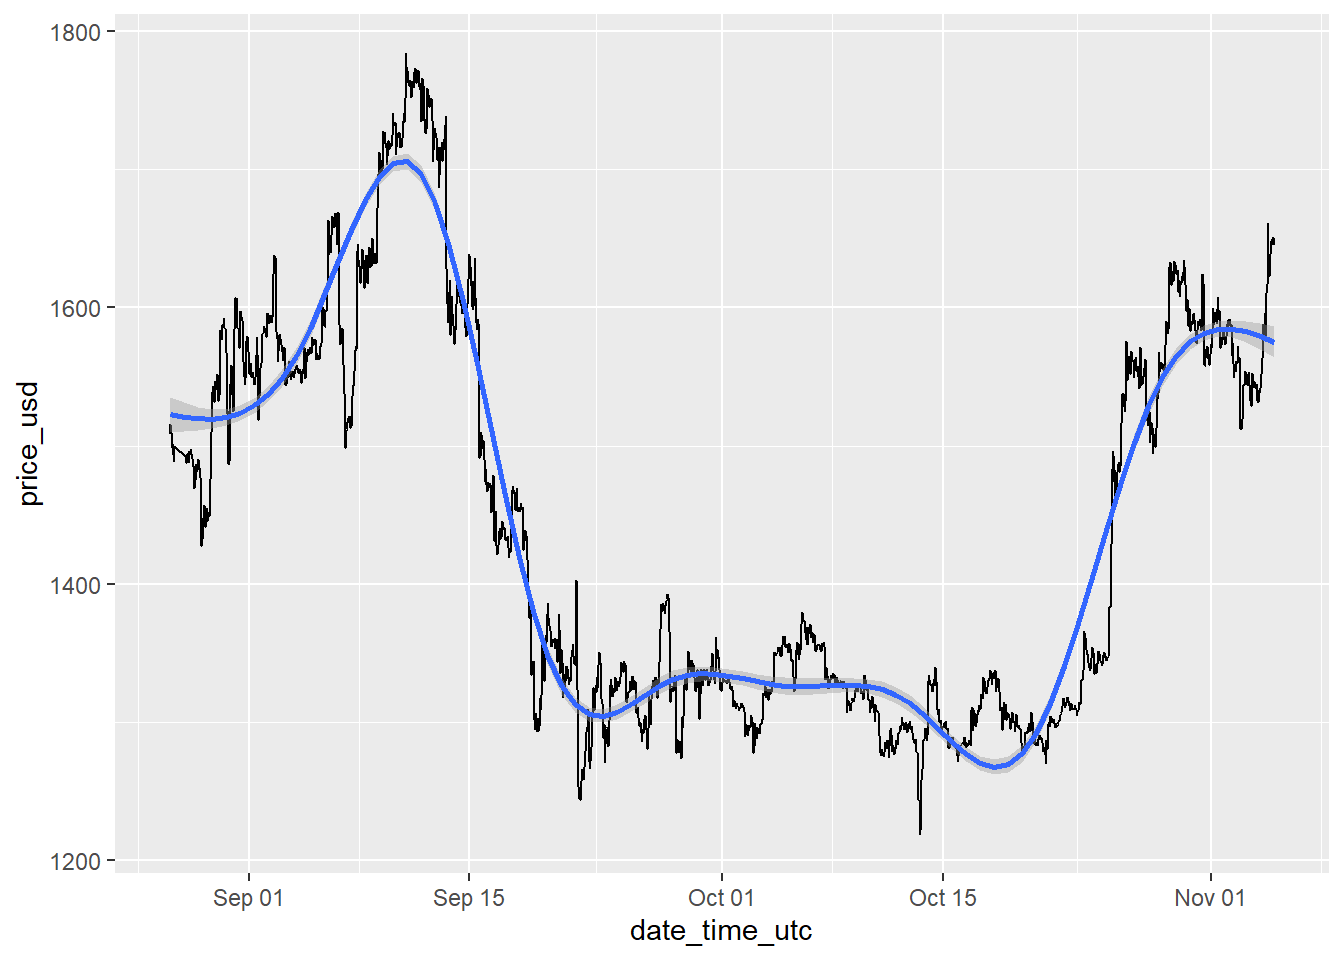 1800
1600
1400
1200
price_usd
Sep 01
Sep 15
Oct 01
Oct 15
Nov 01
date_time_utc